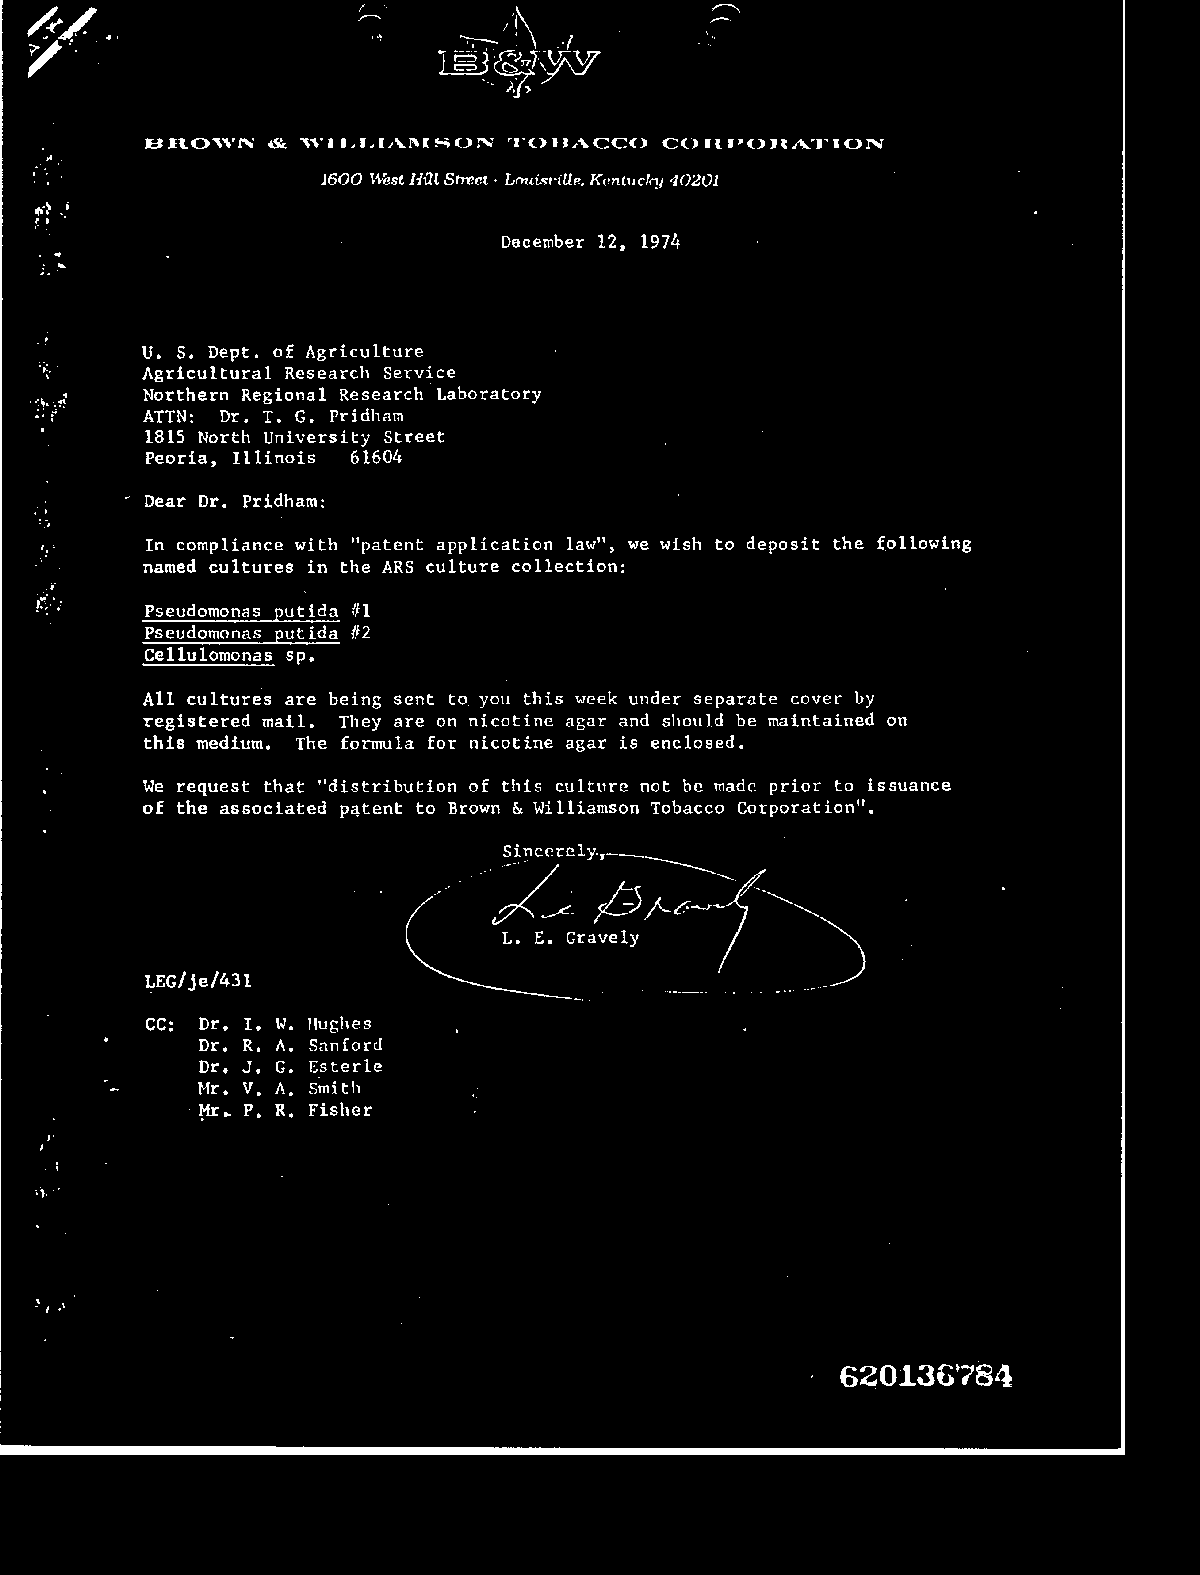 B&W
BROWN & WILLIAMSON TOBACCO CORPORATION
1600 West Hill Street · Louisville, Kentucky 40201
December 12, 1974
U. S. Dept. of Agriculture
Agricultural Research Service
Northern Regional Research Laboratory
ATTN: Dr. T. G. Pridham
1815 North University Street
Peoria, Illinois 61604
Dear Dr. Pridham:
In compliance with "patent application law", we wish to deposit the following
named cultures in the ARS culture collection:
Pseudomonas putida #1
Pseudomonas putida #2
Cellulomonas sp.
All cultures are being sent to you this week under separate cover by
registered mail. They are on nicotine agar and should be maintained on
this medium. The formula for nicotine agar is enclosed.
We request that "distribution of this culture not be made prior to issuance
of the associated patent to Brown & Williamson Tobacco Corporation".
Sincerely,
L. E. Gravely
L. E. Gravely
LEG/je/431
CC: Dr. I. W. Hughes
Dr. R. A. Sanford
Dr. J. G. Esterle
Mr. V. A. Smith
Mr. P. R. Fisher
620136784